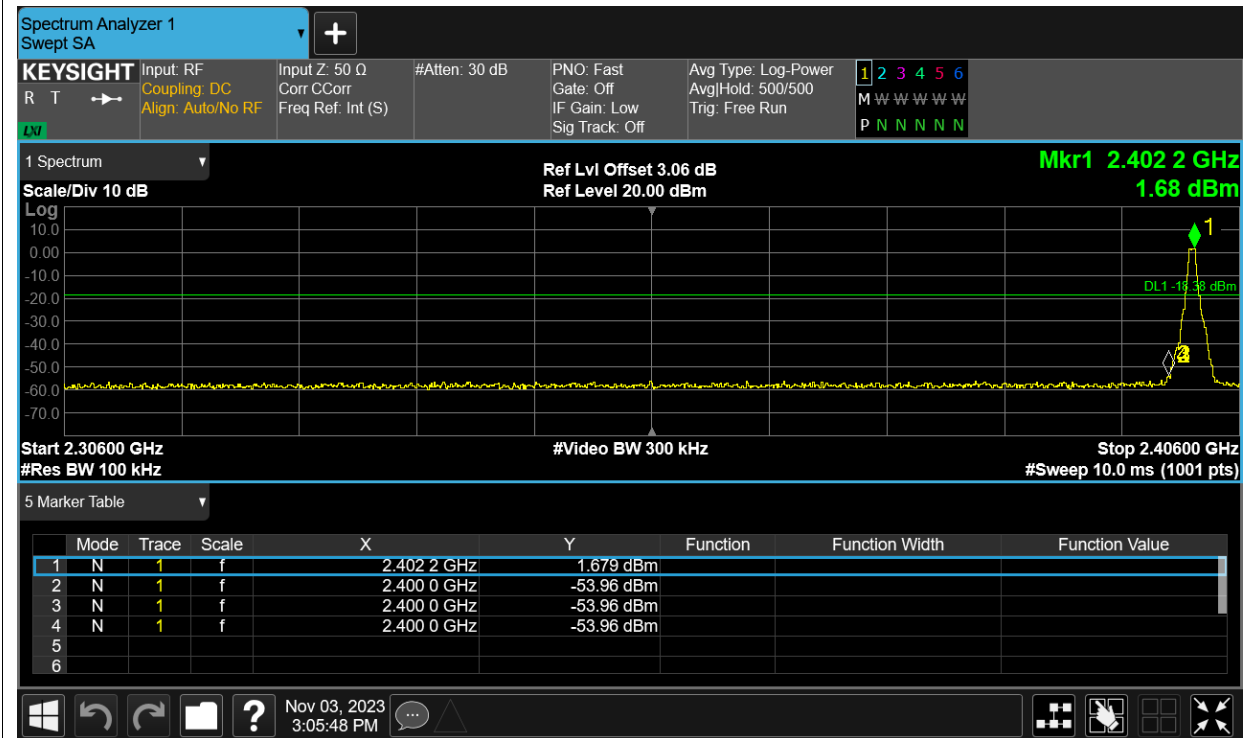 Spectrum Analyzer 1
Swept SA
+
KEYSIGHT Input: RF Input Z: 50 Ω #Atten: 30 dB PNO: Fast Avg Type: Log-Power 1 2 3 4 5 6
R T Coupling: DC Corr CCorr Gate: Off Avg|Hold: 500/500 M W W W W W
Align: Auto/No RF Freq Ref: Int (S) IF Gain: Low Trig: Free Run
LXI Sig Track: Off P N N N N N
1 Spectrum Ref Lvl Offset 3.06 dB Mkr1 2.402 2 GHz
Scale/Div 10 dB Ref Level 20.00 dBm 1.68 dBm
Log
10.0 1
0.00
-10.0
DL1 -18.38 dBm
-20.0
-30.0
-40.0
-50.0
-60.0
-70.0
Start 2.30600 GHz #Video BW 300 kHz Stop 2.40600 GHz
#Res BW 100 kHz #Sweep 10.0 ms (1001 pts)
5 Marker Table
Mode Trace Scale X Y Function Function Width Function Value
1 N 1 f 2.402 2 GHz 1.679 dBm
2 N 1 f 2.400 0 GHz -53.96 dBm
3 N 1 f 2.400 0 GHz -53.96 dBm
4 N 1 f 2.400 0 GHz -53.96 dBm
5
6
? Nov 03, 2023
3:05:48 PM